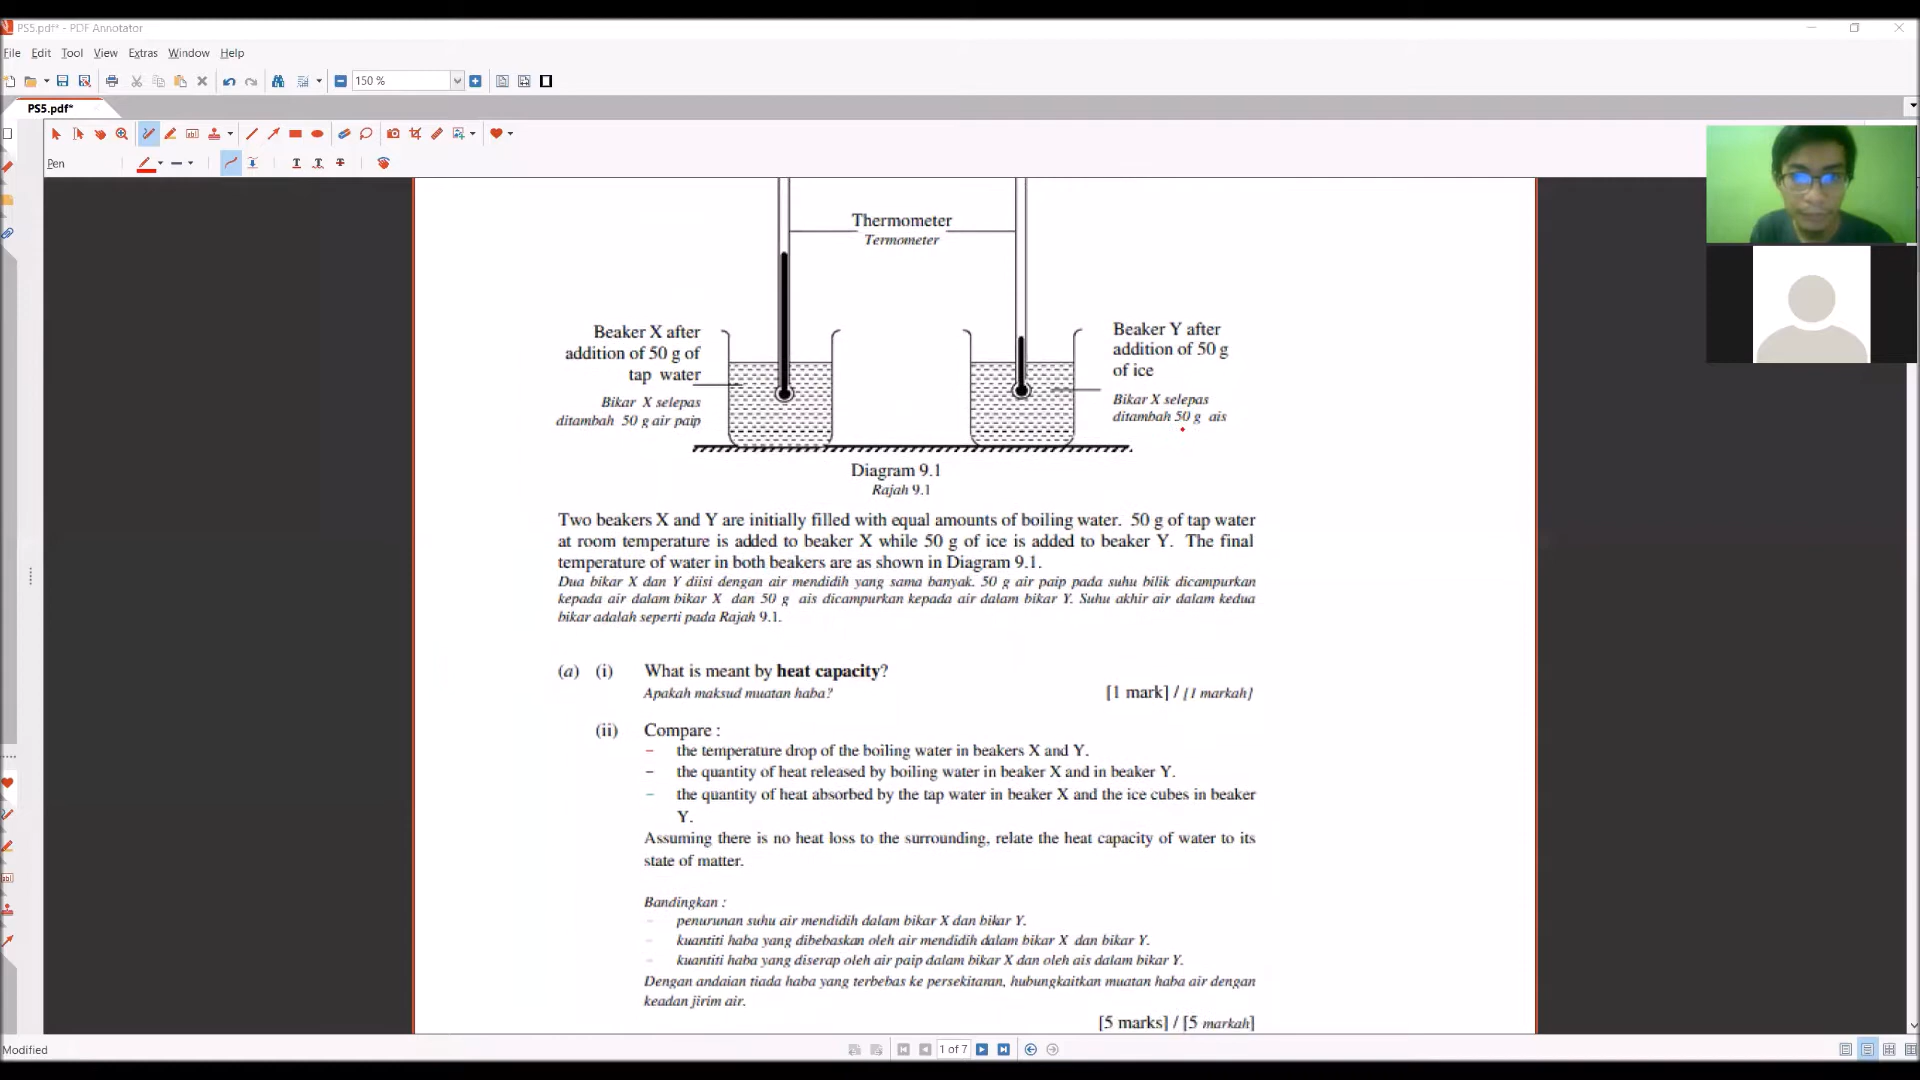 PS5.pdf* - PDF Annotator
File Edit Tool View Extras Window Help
150 %
PS5.pdf*
Pen
Thermometer
Termometer
Beaker X after
addition of 50 g of
tap water
Bikar X selepas
ditambah 50 g air paip
Beaker Y after
addition of 50 g
of ice
Bikar X selepas
ditambah 50 g ais
Diagram 9.1
Rajah 9.1
Two beakers X and Y are initially filled with equal amounts of boiling water. 50 g of tap water
at room temperature is added to beaker X while 50 g of ice is added to beaker Y. The final
temperature of water in both beakers are as shown in Diagram 9.1.
Dua bikar X dan Y diisi dengan air mendidih yang sama banyak. 50 g air paip pada suhu bilik dicampurkan
kepada air dalam bikar X dan 50 g ais dicampurkan kepada air dalam bikar Y. Suhu akhir air dalam kedua
bikar adalah seperti pada Rajah 9.1.
(a) (i) What is meant by heat capacity?
Apakah maksud muatan haba? [1 mark] / [1 markah]
(ii) Compare :
– the temperature drop of the boiling water in beakers X and Y.
– the quantity of heat released by boiling water in beaker X and in beaker Y.
– the quantity of heat absorbed by the tap water in beaker X and the ice cubes in beaker
Y.
Assuming there is no heat loss to the surrounding, relate the heat capacity of water to its
state of matter.
Bandingkan :
– penurunan suhu air mendidih dalam bikar X dan bikar Y.
– kuantiti haba yang dibebaskan oleh air mendidih dalam bikar X dan bikar Y.
– kuantiti haba yang diserap oleh air paip dalam bikar X dan oleh ais dalam bikar Y.
Dengan andaian tiada haba yang terbebas ke persekitaran, hubungkaitkan muatan haba air dengan
keadan jirim air.
[5 marks] / [5 markah]
Modified
1 of 7